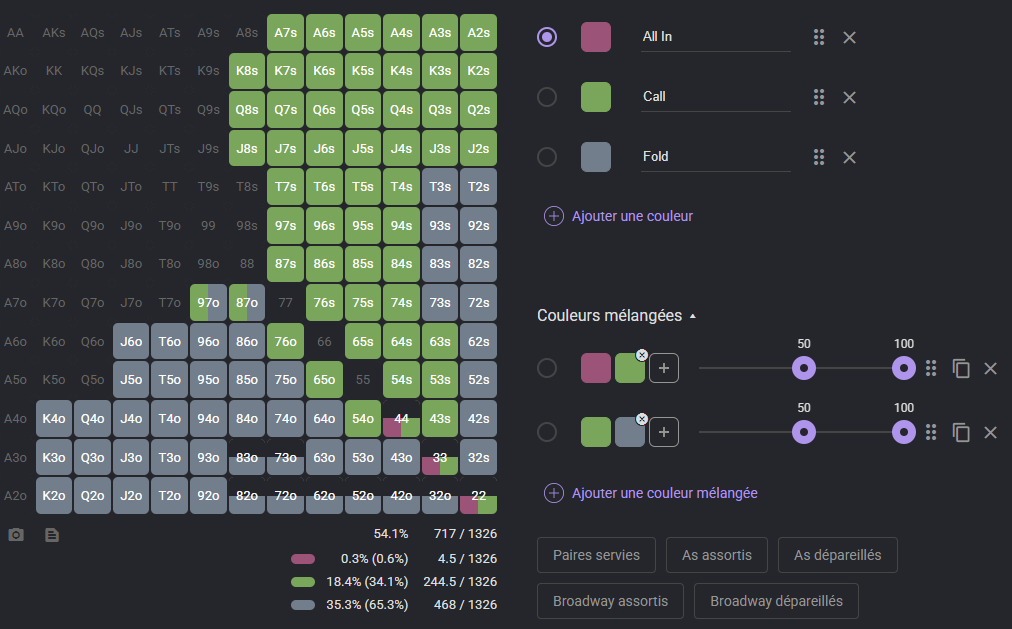 AA AKs AQs AJs ATs A9s A8s A7s A6s A5s A4s A3s A2s
AKo KK KQs KJs KTs K9s K8s K7s K6s K5s K4s K3s K2s
AQo KQo QQ QJs QTs Q9s Q8s Q7s Q6s Q5s Q4s Q3s Q2s
AJo KJo QJo JJ JTs J9s J8s J7s J6s J5s J4s J3s J2s
ATo KTo QTo JTo TT T9s T8s T7s T6s T5s T4s T3s T2s
A9o K9o Q9o J9o T9o 99 98s 97s 96s 95s 94s 93s 92s
A8o K8o Q8o J8o T8o 98o 88 87s 86s 85s 84s 83s 82s
A7o K7o Q7o J7o T7o 97o 87o 77 76s 75s 74s 73s 72s
A6o K6o Q6o J6o T6o 96o 86o 76o 66 65s 64s 63s 62s
A5o K5o Q5o J5o T5o 95o 85o 75o 65o 55 54s 53s 52s
A4o K4o Q4o J4o T4o 94o 84o 74o 64o 54o 44 43s 42s
A3o K3o Q3o J3o T3o 93o 83o 73o 63o 53o 43o 33 32s
A2o K2o Q2o J2o T2o 92o 82o 72o 62o 52o 42o 32o 22
54.1% 717 / 1326
0.3% (0.6%) 4.5 / 1326
18.4% (34.1%) 244.5 / 1326
35.3% (65.3%) 468 / 1326
All In
Call
Fold
Ajouter une couleur
Couleurs mélangées
50 100
50 100
Ajouter une couleur mélangée
Paires servies As assortis As dépareillés
Broadway assortis Broadway dépareillés